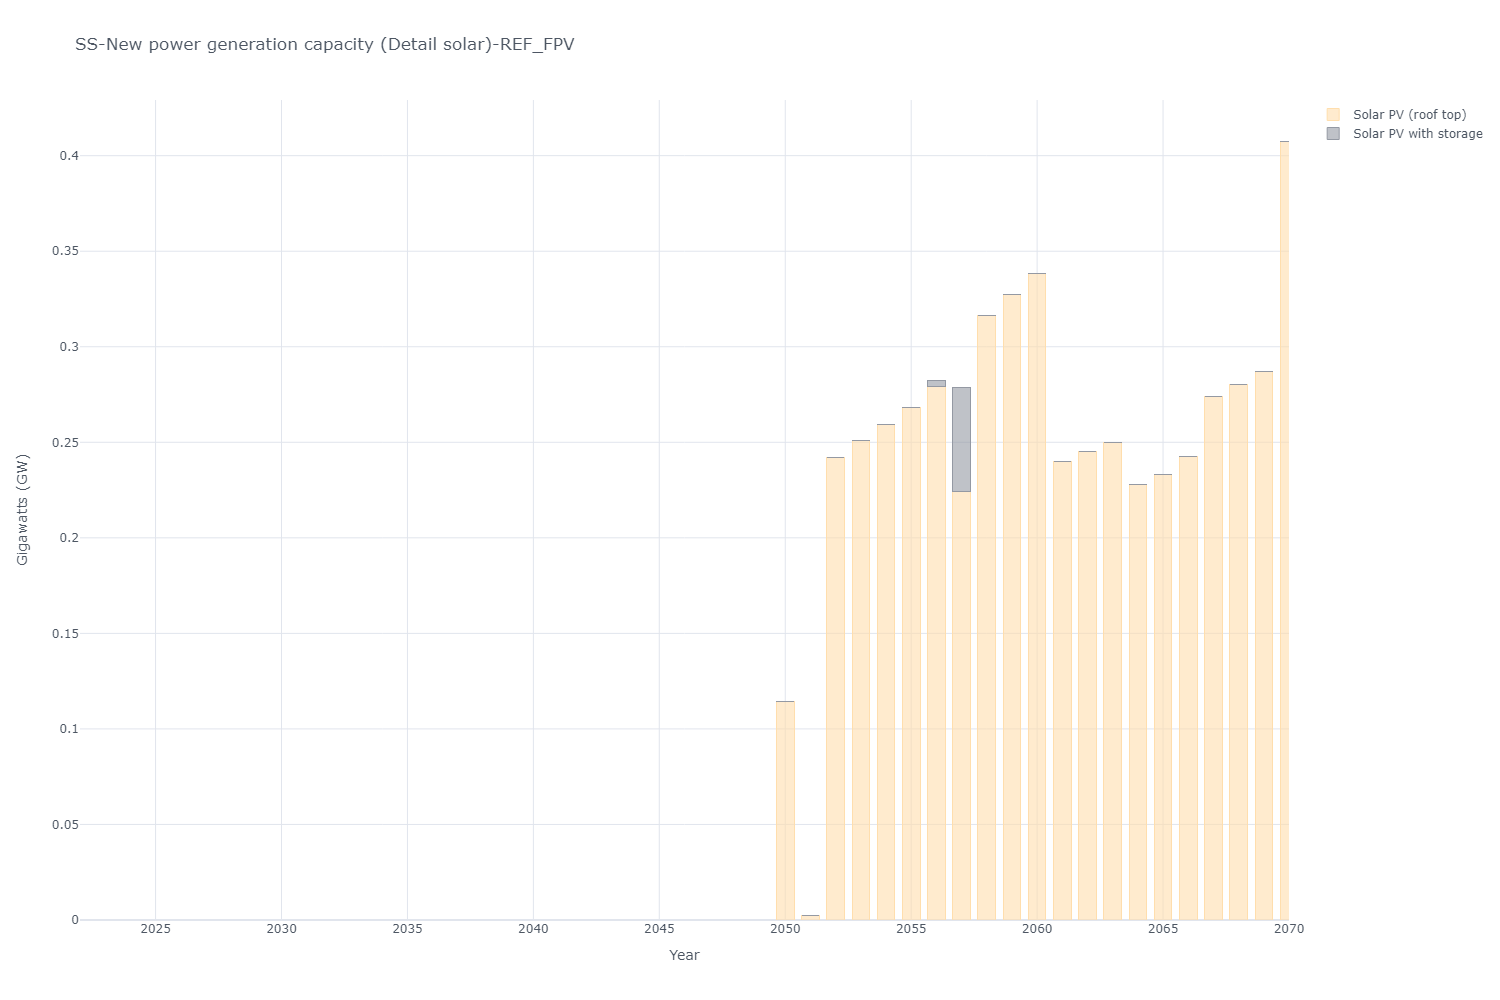 SS-New power generation capacity (Detail solar)-REF_FPV
Solar PV (roof top)
Solar PV with storage
0.4
0.35
0.3
0.25
0.2
0.15
0.1
0.05
0
Gigawatts (GW)
2025 2030 2035 2040 2045 2050 2055 2060 2065 2070
Year